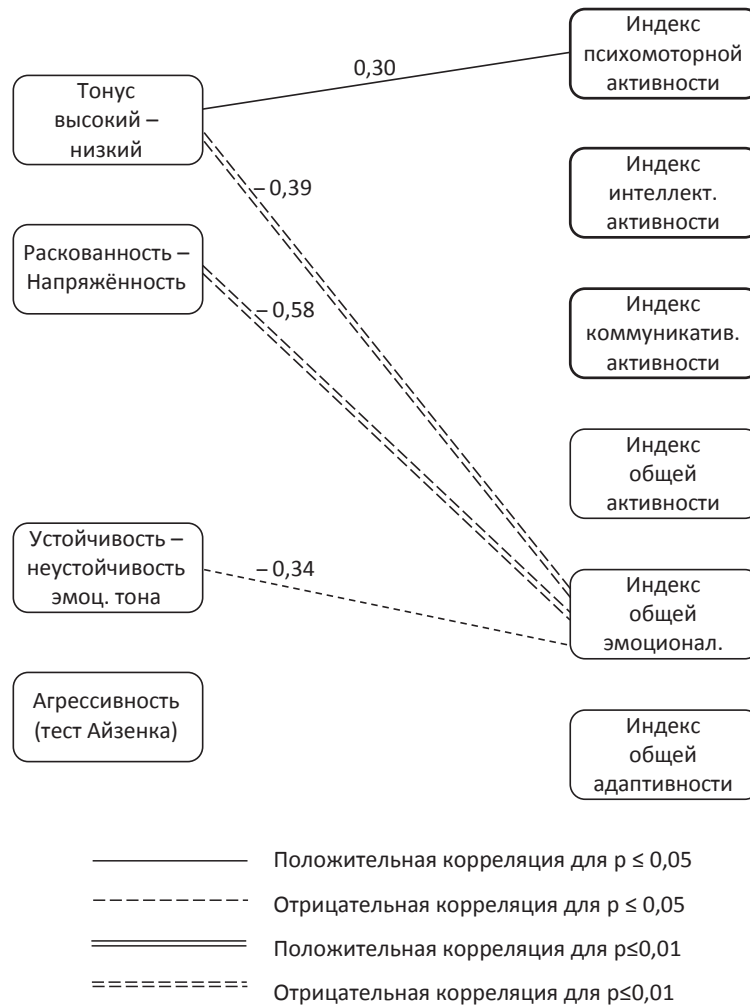 Тонус
высокий –
низкий
Раскованность –
Напряжённость
Устойчивость –
неустойчивость
эмоц. тона
Агрессивность
(тест Айзенка)
0,30
– 0,39
– 0,58
– 0,34
Индекс
психомоторной
активности
Индекс
интеллект.
активности
Индекс
коммуникатив.
активности
Индекс
общей
активности
Индекс
общей
эмоционал.
Индекс
общей
адаптивности
Положительная корреляция для p ≤ 0,05
Отрицательная корреляция для p ≤ 0,05
Положительная корреляция для p≤0,01
Отрицательная корреляция для p≤0,01